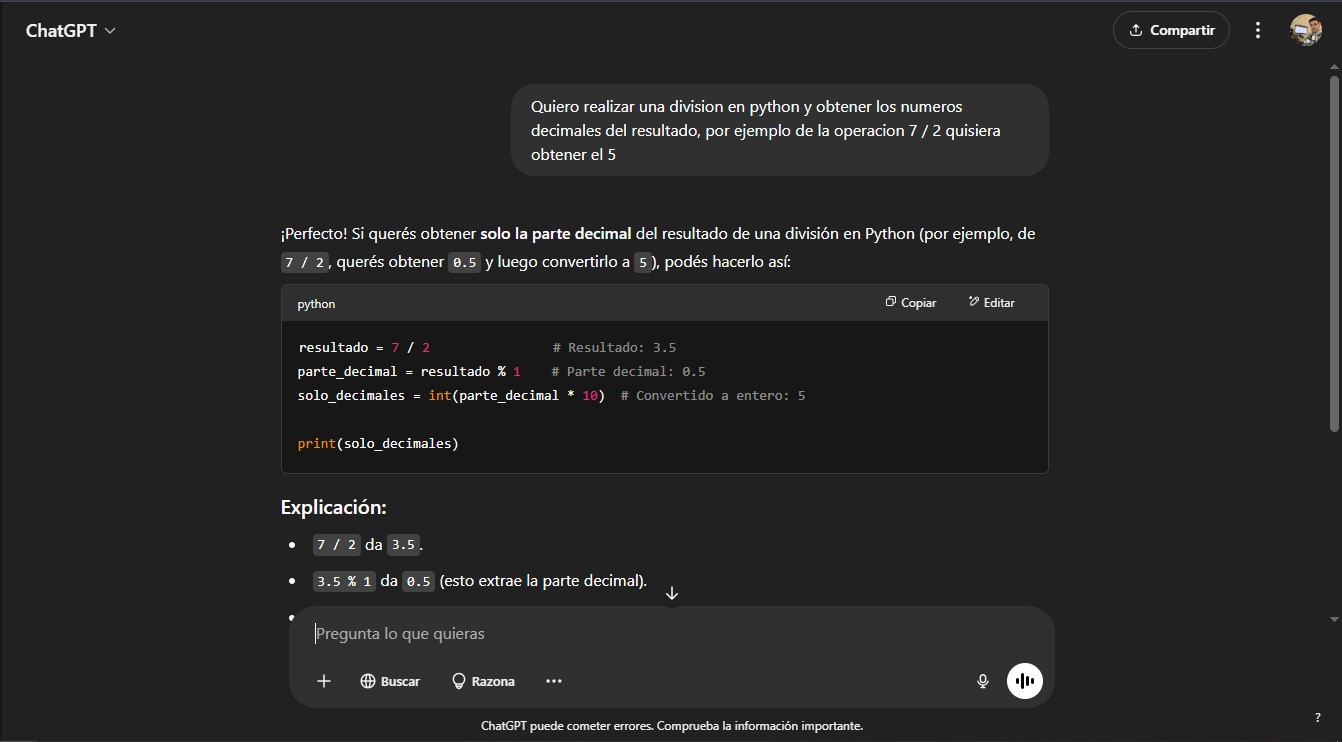 ChatGPT
Compartir
Quiero realizar una division en python y obtener los numeros
decimales del resultado, por ejemplo de la operacion 7 / 2 quisiera
obtener el 5
¡Perfecto! Si querés obtener solo la parte decimal del resultado de una división en Python (por ejemplo, de
7 / 2, querés obtener 0.5 y luego convertirlo a 5), podés hacerlo así:
python Copiar Editar
resultado = 7 / 2 # Resultado: 3.5
parte_decimal = resultado % 1 # Parte decimal: 0.5
solo_decimales = int(parte_decimal * 10) # Convertido a entero: 5
print(solo_decimales)
Explicación:
• 7 / 2 da 3.5.
• 3.5 % 1 da 0.5 (esto extrae la parte decimal).
Pregunta lo que quieras
Buscar Razona
ChatGPT puede cometer errores. Comprueba la información importante.
?